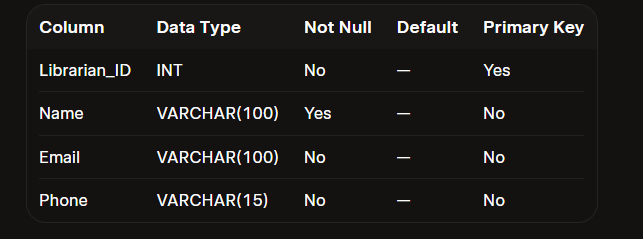 Column Data Type Not Null Default Primary Key
Librarian_ID INT No — Yes
Name VARCHAR(100) Yes — No
Email VARCHAR(100) No — No
Phone VARCHAR(15) No — No